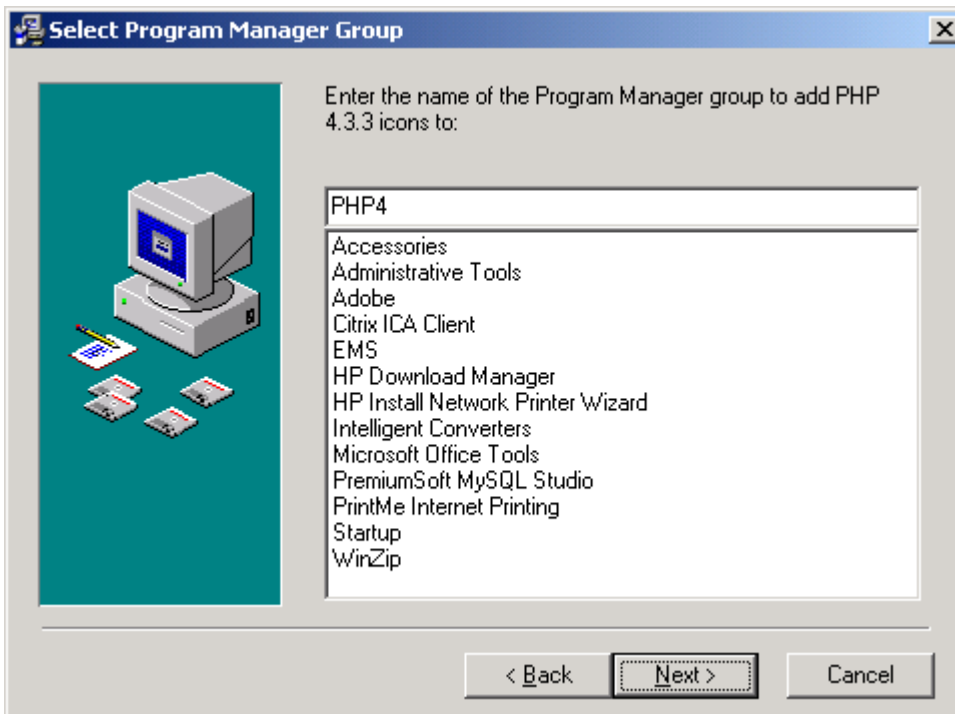 Select Program Manager Group
Enter the name of the Program Manager group to add PHP
4.3.3 icons to:
PHP4
Accessories
Administrative Tools
Adobe
Citrix ICA Client
EMS
HP Download Manager
HP Install Network Printer Wizard
Intelligent Converters
Microsoft Office Tools
PremiumSoft MySQL Studio
PrintMe Internet Printing
Startup
WinZip
< Back
Next >
Cancel